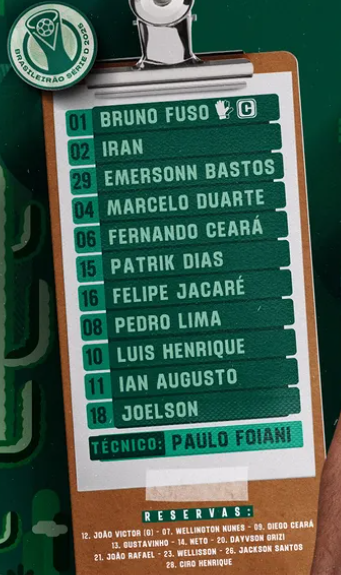 BRASILEIRÃO SÉRIE D 2025
01 BRUNO FUSO C
02 IRAN
29 EMERSONN BASTOS
04 MARCELO DUARTE
06 FERNANDO CEARÁ
15 PATRIK DIAS
16 FELIPE JACARÉ
08 PEDRO LIMA
10 LUIS HENRIQUE
11 IAN AUGUSTO
18 JOELSON
TÉCNICO: PAULO FOIANI
RESERVAS:
12. JOÃO VICTOR (G) - 07. WELLINGTON NUNES - 09. DIEGO CEARÁ
13. GUSTAVINHO - 14. NETO - 20. DAYVSON GRIZI
21. JOÃO RAFAEL - 23. WELLISSON - 26. JACKSON SANTOS
28. CIRO HENRIQUE